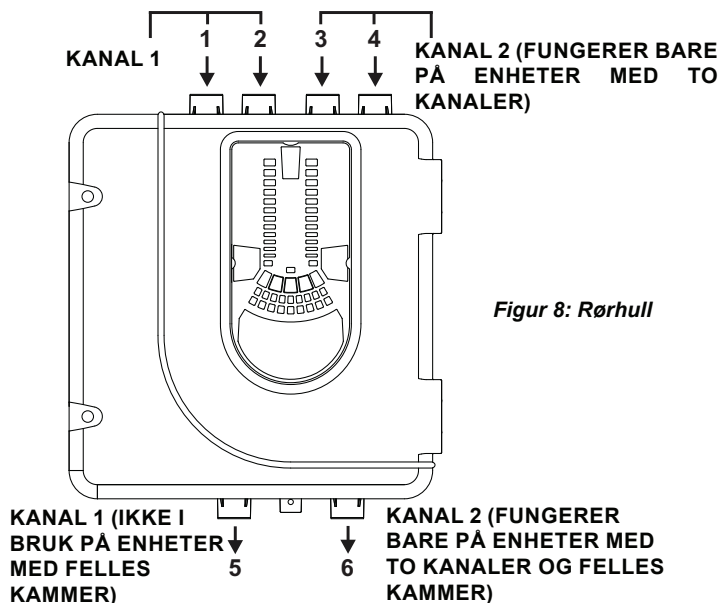 1 2 3 4
KANAL 1
KANAL 2 (FUNGERER BARE
PÅ ENHETER MED TO
KANALER)
Figur 8: Rørhull
KANAL 1 (IKKE I
BRUK PÅ ENHETER
MED FELLES
KAMMER)
5
6
KANAL 2 (FUNGERER
BARE PÅ ENHETER MED
TO KANALER OG FELLES
KAMMER)